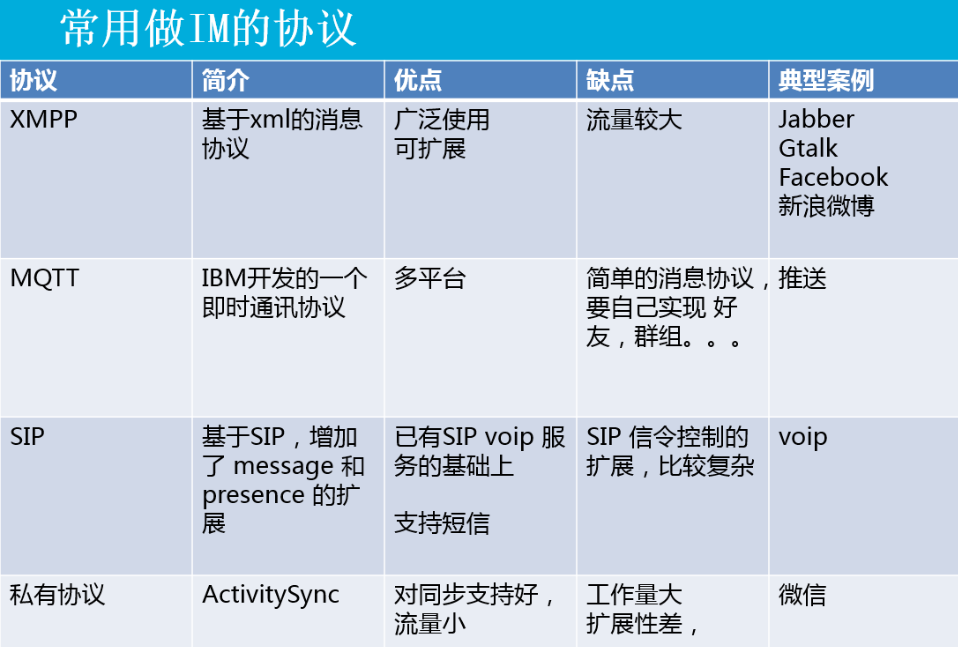 常用做IM的协议
协议 简介 优点 缺点 典型案例
XMPP
基于xml的消息
协议
广泛使用
可扩展
流量较大
Jabber
Gtalk
Facebook
新浪微博
MQTT
IBM开发的一个
即时通讯协议
多平台
简单的消息协议，
要自己实现 好
友，群组。。。
推送
SIP
基于SIP，增加
了 message 和
presence 的扩
展
已有SIP voip 服
务的基础上
支持短信
SIP 信令控制的
扩展，比较复杂
voip
私有协议
ActivitySync
对同步支持好，
流量小
工作量大
扩展性差，
微信